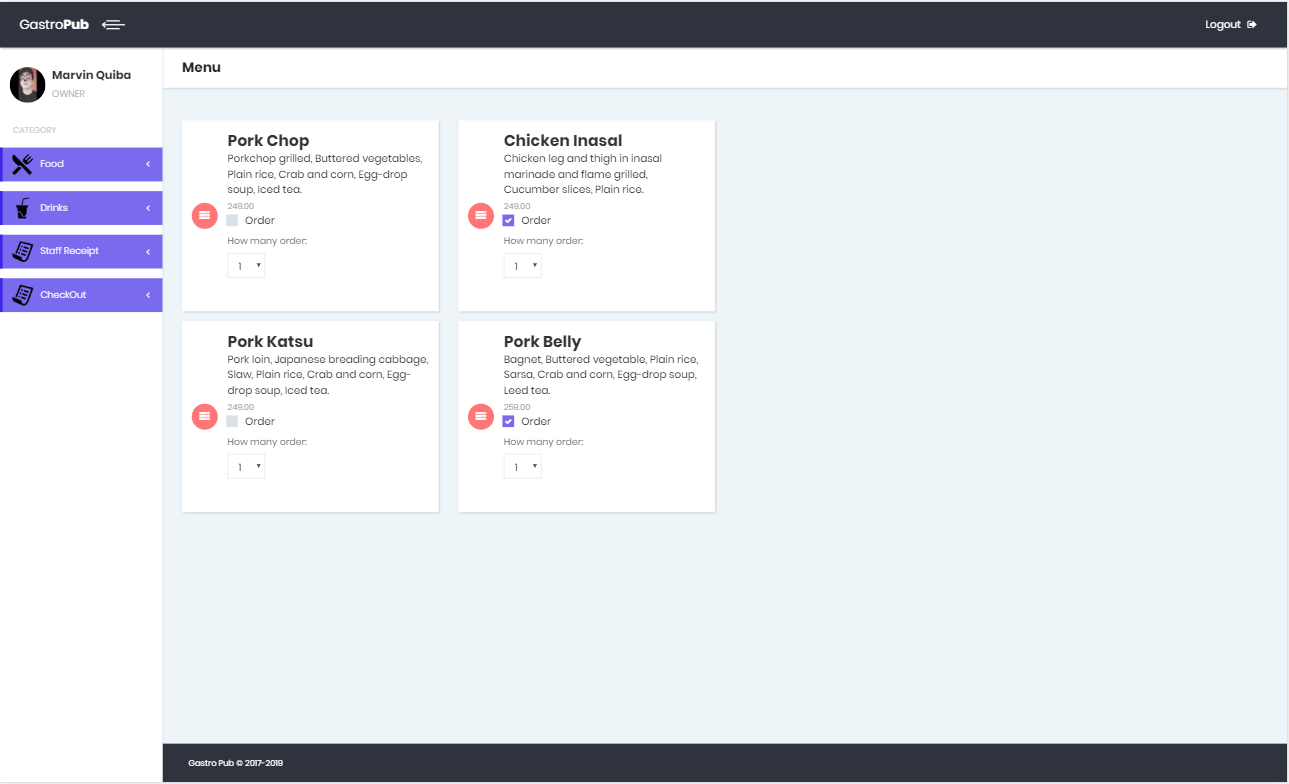 GastroPub
Logout
Marvin Quiba
OWNER
CATEGORY
Food
Drinks
Staff Receipt
CheckOut
Menu
Pork Chop
Porkchop grilled, Buttered vegetables,
Plain rice, Crab and corn, Egg-drop
soup, Iced tea.
249.00
Order
How many order:
1
Chicken Inasal
Chicken leg and thigh in inasal
marinade and flame grilled,
Cucumber slices, Plain rice.
249.00
Order
How many order:
1
Pork Katsu
Pork loin, Japanese breading cabbage,
Slaw, Plain rice, Crab and corn, Egg-
drop soup, Iced tea.
249.00
Order
How many order:
1
Pork Belly
Bagnet, Buttered vegetable, Plain rice,
Sarsa, Crab and corn, Egg-drop soup,
Leed tea.
259.00
Order
How many order:
1
Gastro Pub © 2017-2019